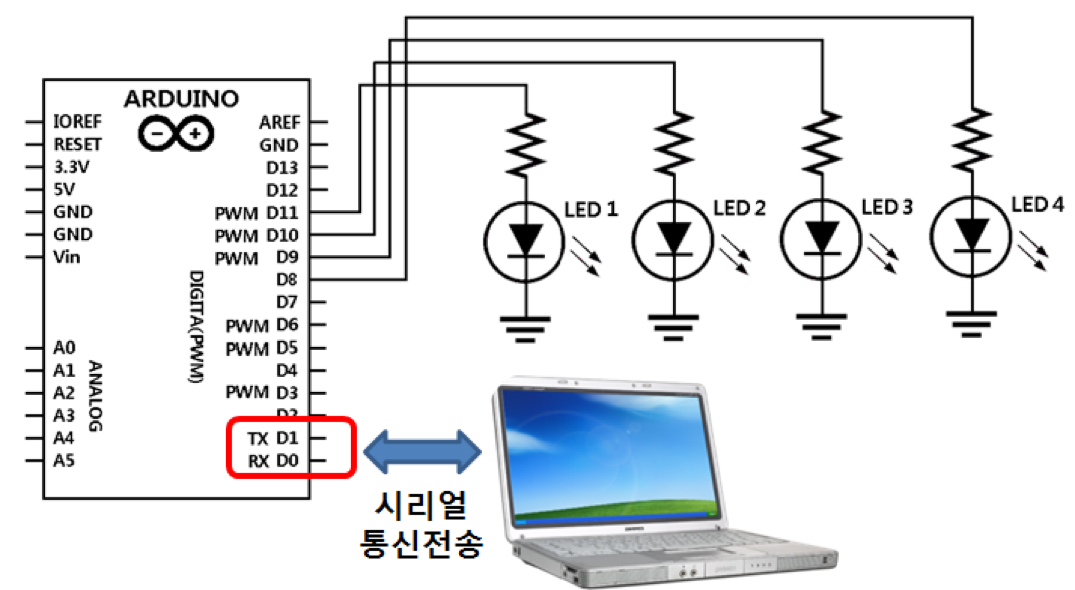 ARDUINO
IOREF
RESET
3.3V
5V
GND
GND
Vin
A0
A1
A2
A3
A4
A5
ANALOG
AREF
GND
D13
D12
PWM D11
PWM D10
PWM D9
D8
D7
PWM D6
PWM D5
D4
PWM D3
D2
TX D1
RX D0
DIGITA(PWM)
LED 1
LED 2
LED 3
LED 4
시리얼
통신전송